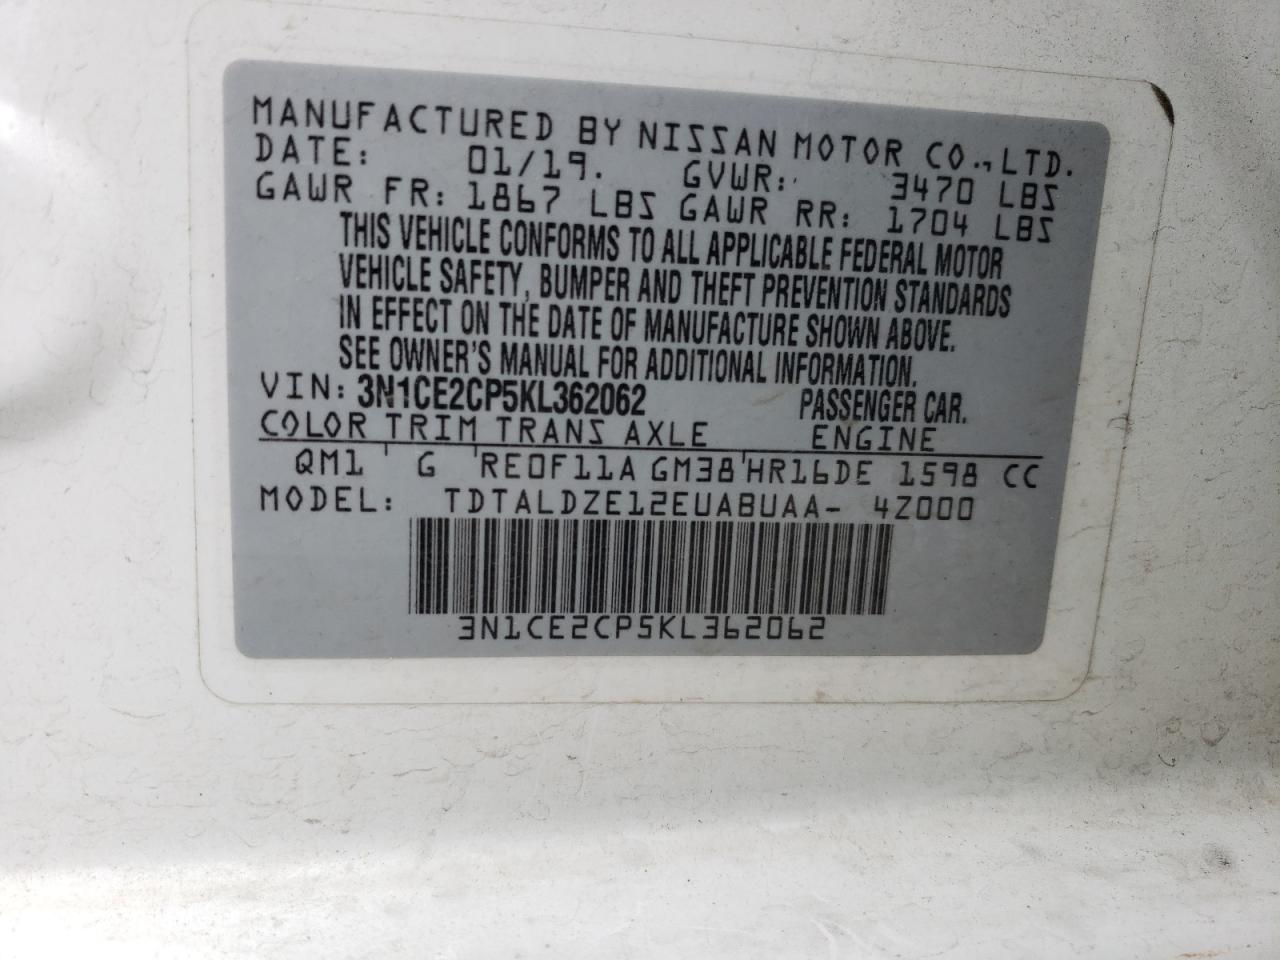 MANUFACTURED BY NISSAN MOTOR CO.,LTD.
DATE: 01/19. GVWR: 3470 LBS
GAWR FR: 1867 LBS GAWR RR: 1704 LBS
THIS VEHICLE CONFORMS TO ALL APPLICABLE FEDERAL MOTOR
VEHICLE SAFETY, BUMPER AND THEFT PREVENTION STANDARDS
IN EFFECT ON THE DATE OF MANUFACTURE SHOWN ABOVE.
SEE OWNER'S MANUAL FOR ADDITIONAL INFORMATION.
VIN: 3N1CE2CP5KL362062 PASSENGER CAR.
COLOR TRIM TRANS AXLE ENGINE
QM1 G RE0F11A GM38 HR16DE 1598 CC
MODEL: TDTALDZE12EUABUAA- 4Z000
3N1CE2CP5KL362062